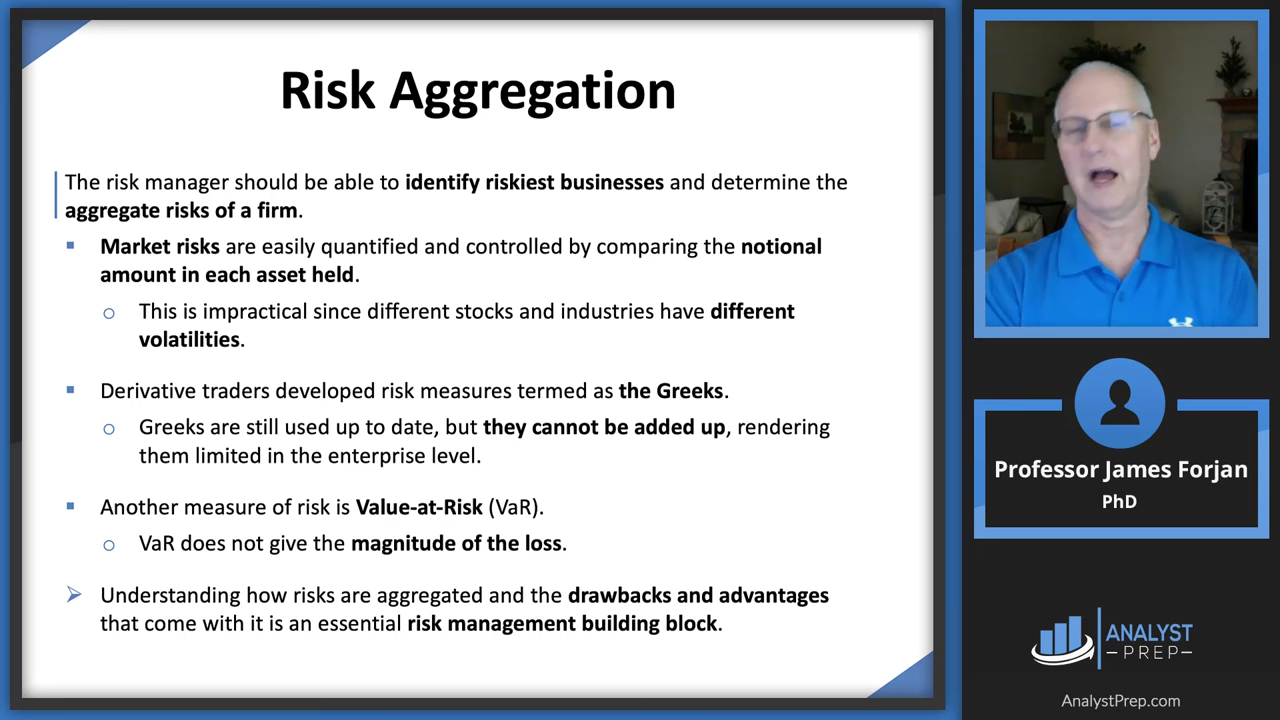 Risk Aggregation
The risk manager should be able to identify riskiest businesses and determine the
aggregate risks of a firm.
▪ Market risks are easily quantified and controlled by comparing the notional
amount in each asset held.
o This is impractical since different stocks and industries have different
volatilities.
▪ Derivative traders developed risk measures termed as the Greeks.
o Greeks are still used up to date, but they cannot be added up, rendering
them limited in the enterprise level.
▪ Another measure of risk is Value-at-Risk (VaR).
o VaR does not give the magnitude of the loss.
➢ Understanding how risks are aggregated and the drawbacks and advantages
that come with it is an essential risk management building block.
Professor James Forjan
PhD
ANALYST
–PREP–
AnalystPrep.com